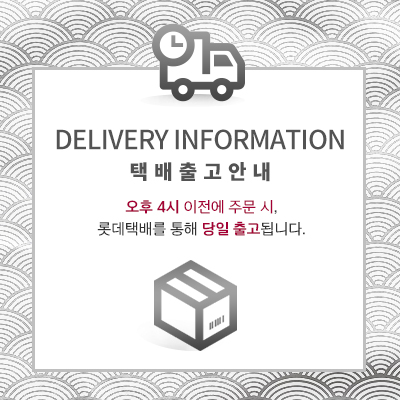 DELIVERY INFORMATION
택배출고안내
오후 4시 이전에 주문 시,
롯데택배를 통해 당일 출고됩니다.